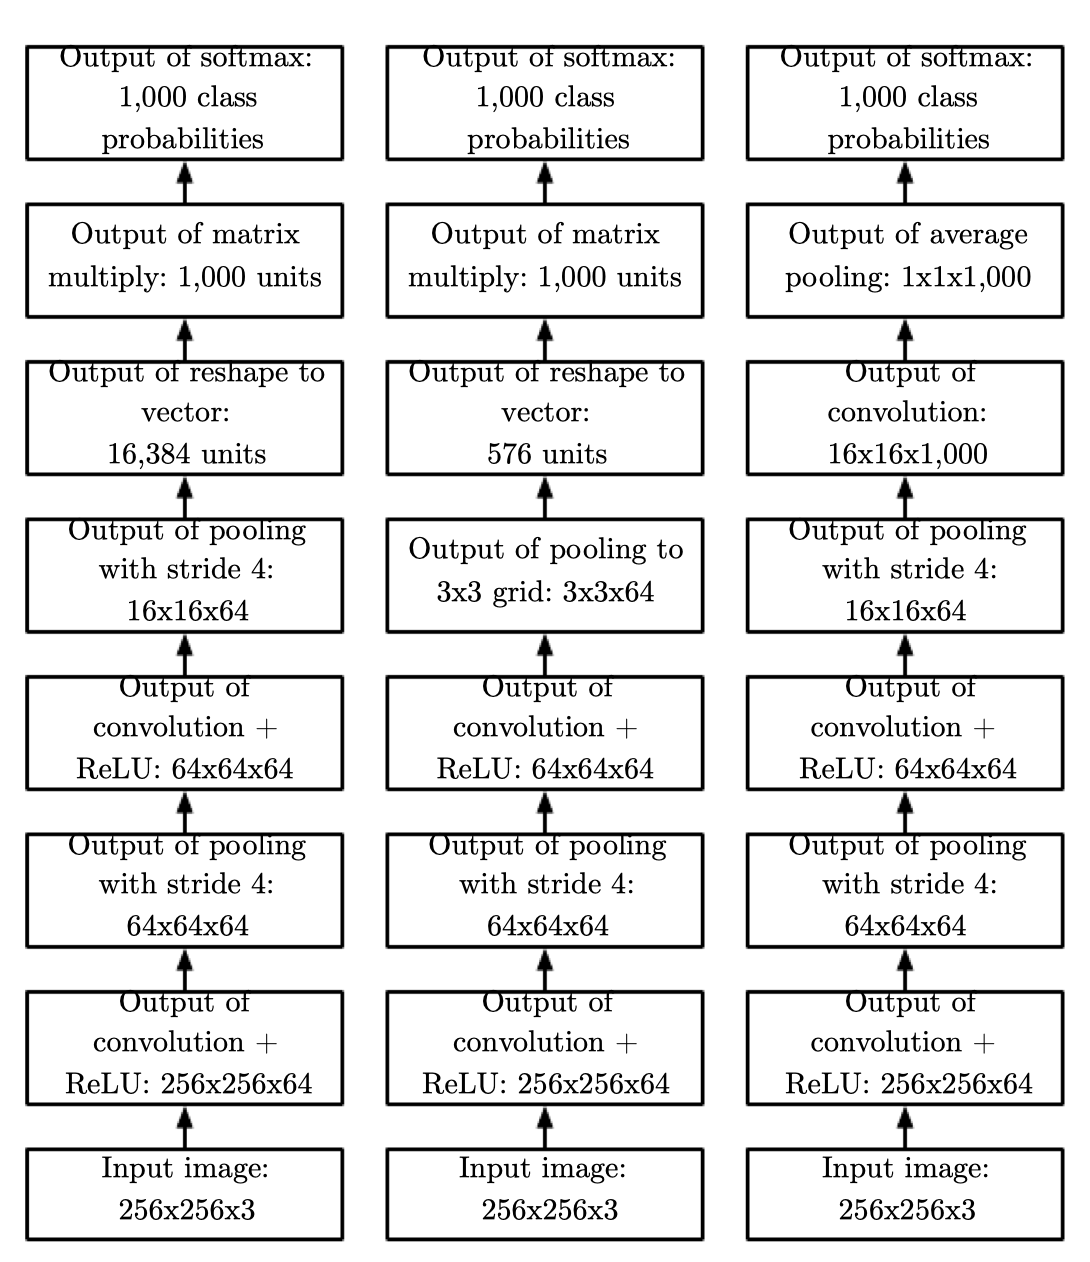 Output of softmax:
1,000 class
probabilities
Output of matrix
multiply: 1,000 units
Output of reshape to
vector:
16,384 units
Output of pooling
with stride 4:
16x16x64
Output of
convolution +
ReLU: 64x64x64
Output of pooling
with stride 4:
64x64x64
Output of
convolution +
ReLU: 256x256x64
Input image:
256x256x3
Output of softmax:
1,000 class
probabilities
Output of matrix
multiply: 1,000 units
Output of reshape to
vector:
576 units
Output of pooling to
3x3 grid: 3x3x64
Output of
convolution +
ReLU: 64x64x64
Output of pooling
with stride 4:
64x64x64
Output of
convolution +
ReLU: 256x256x64
Input image:
256x256x3
Output of softmax:
1,000 class
probabilities
Output of average
pooling: 1x1x1,000
Output of
convolution:
16x16x1,000
Output of pooling
with stride 4:
16x16x64
Output of
convolution +
ReLU: 64x64x64
Output of pooling
with stride 4:
64x64x64
Output of
convolution +
ReLU: 256x256x64
Input image:
256x256x3